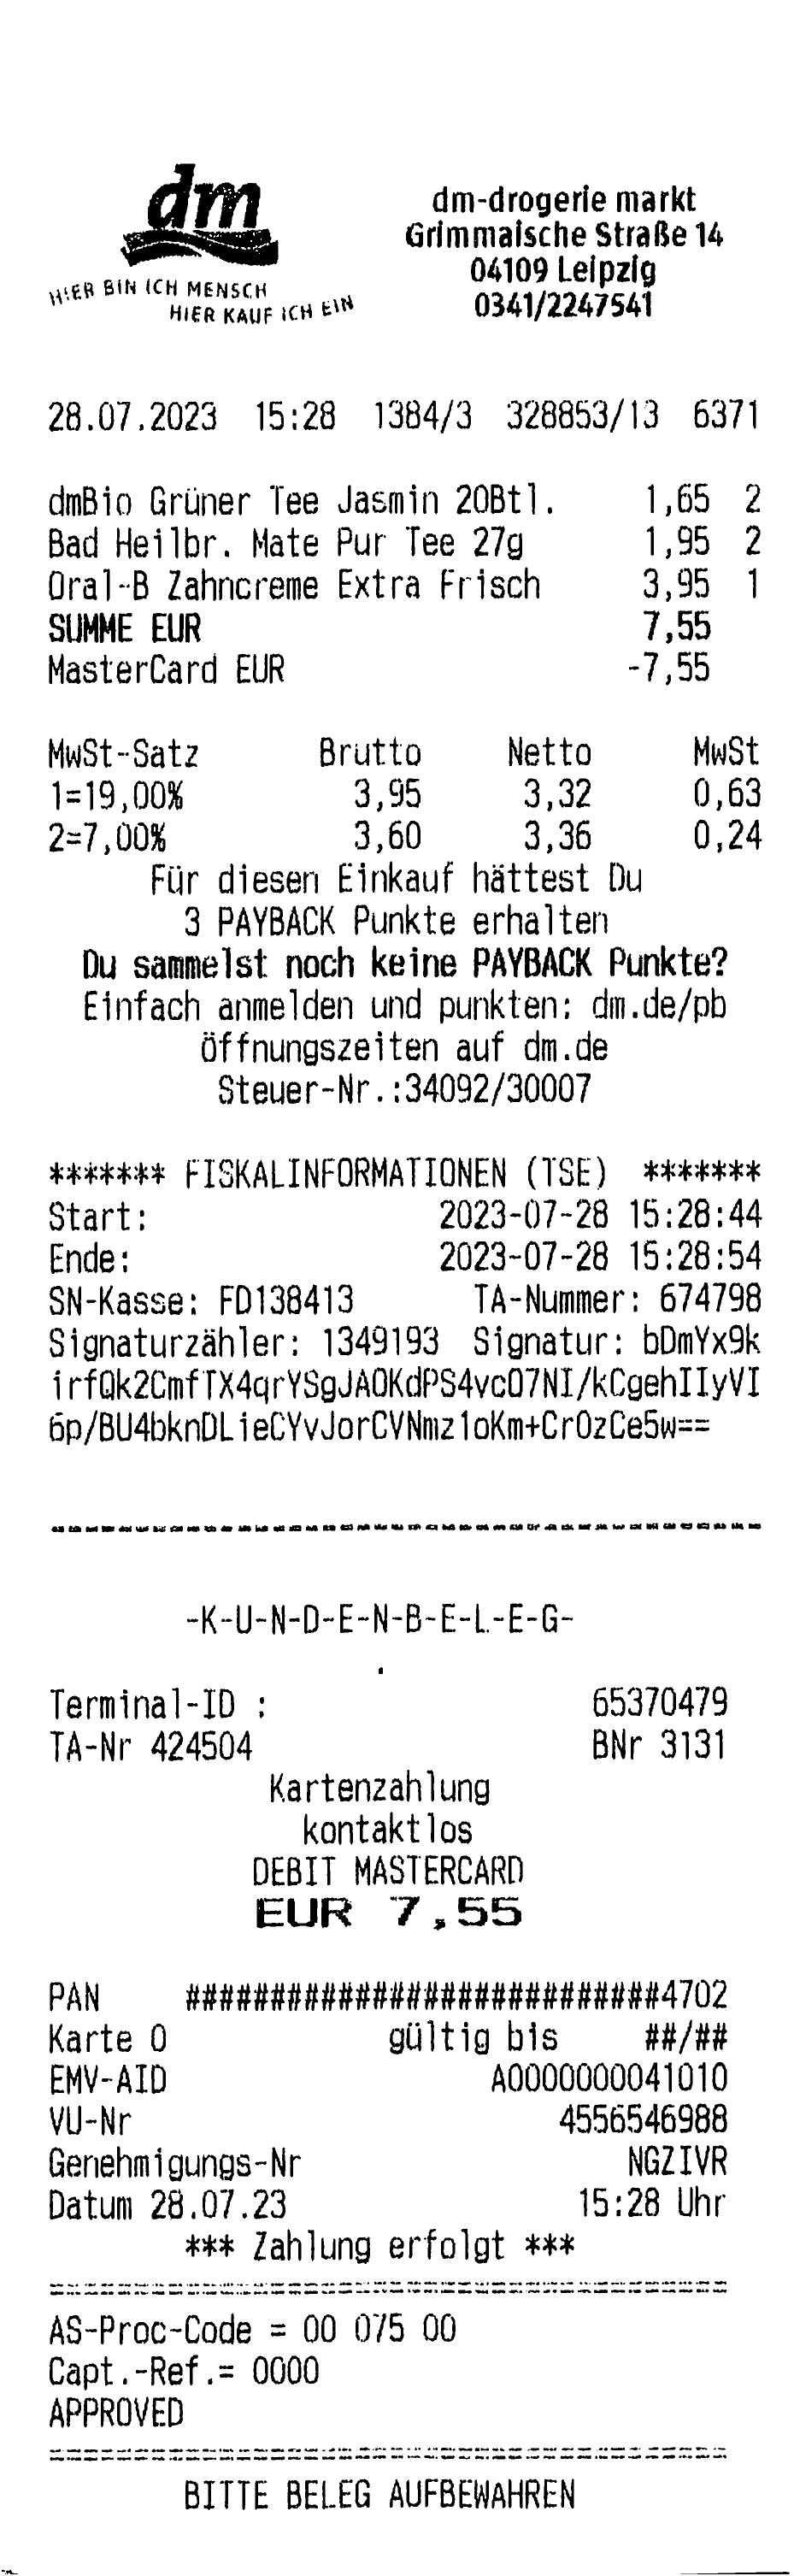 dm
HIER BIN ICH MENSCH
HIER KAUF ICH EIN
dm-drogerie markt
Grimmaische Straße 14
04109 Leipzig
0341/2247541
28.07.2023 15:28 1384/3 328853/13 6371
dmBio Grüner Tee Jasmin 20Btl. 1,65 2
Bad Heilbr. Mate Pur Tee 27g 1,95 2
Oral-B Zahncreme Extra Frisch 3,95 1
SUMME EUR 7,55
MasterCard EUR -7,55
MwSt-Satz Brutto Netto MwSt
1=19,00% 3,95 3,32 0,63
2=7,00% 3,60 3,36 0,24
Für diesen Einkauf hättest Du
3 PAYBACK Punkte erhalten
Du sammelst noch keine PAYBACK Punkte?
Einfach anmelden und punkten: dm.de/pb
Öffnungszeiten auf dm.de
Steuer-Nr.:34092/30007
******* FISKALINFORMATIONEN (TSE) *******
Start: 2023-07-28 15:28:44
Ende: 2023-07-28 15:28:54
SN-Kasse: FD138413 TA-Nummer: 674798
Signaturzähler: 1349193 Signatur: bDmYx9k
irfQk2CmfTX4qrYSgJAOKdPS4vcO7NI/kCgehIIyVI
6p/BU4bknDLieCYvJorCVNmz1oKm+CrOzCe5w==
-K-U-N-D-E-N-B-E-L-E-G-
Terminal-ID : 65370479
TA-Nr 424504 BNr 3131
Kartenzahlung
kontaktlos
DEBIT MASTERCARD
EUR 7,55
PAN ############################4702
Karte 0 gültig bis ##/##
EMV-AID A0000000041010
VU-Nr 4556546988
Genehmigungs-Nr NGZIVR
Datum 28.07.23 15:28 Uhr
*** Zahlung erfolgt ***
AS-Proc-Code = 00 075 00
Capt.-Ref.= 0000
APPROVED
BITTE BELEG AUFBEWAHREN